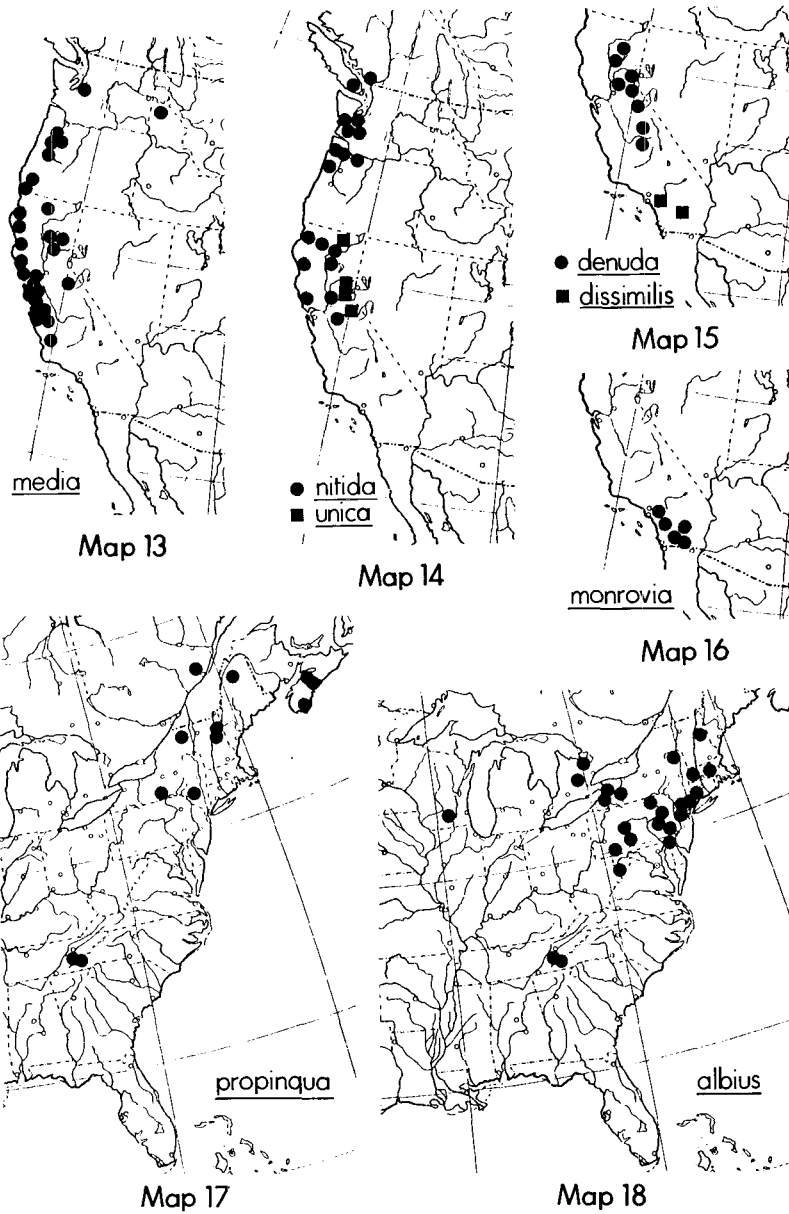 media
Map 13
● nitida
■ unica
Map 14
● denuda
■ dissimilis
Map 15
monrovia
Map 16
propinqua
Map 17
albius
Map 18